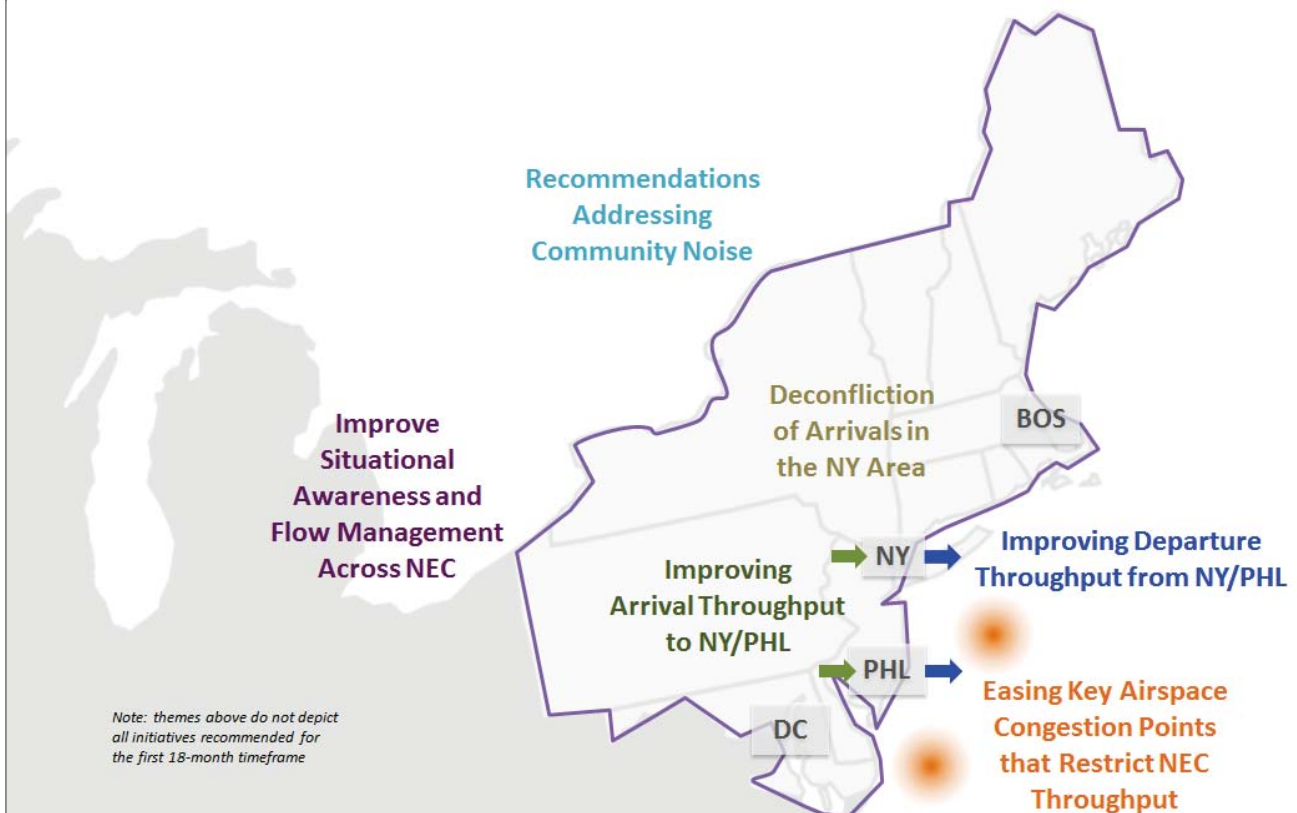 Recommendations
Addressing
Community Noise
Deconfliction
of Arrivals in
the NY Area
BOS
Improve
Situational
Awareness and
Flow Management
Across NEC
NY
Improving Departure
Throughput from NY/PHL
Improving
Arrival Throughput
to NY/PHL
PHL
Easing Key Airspace
Congestion Points
that Restrict NEC
Throughput
DC
Note: themes above do not depict
all initiatives recommended for
the first 18-month timeframe